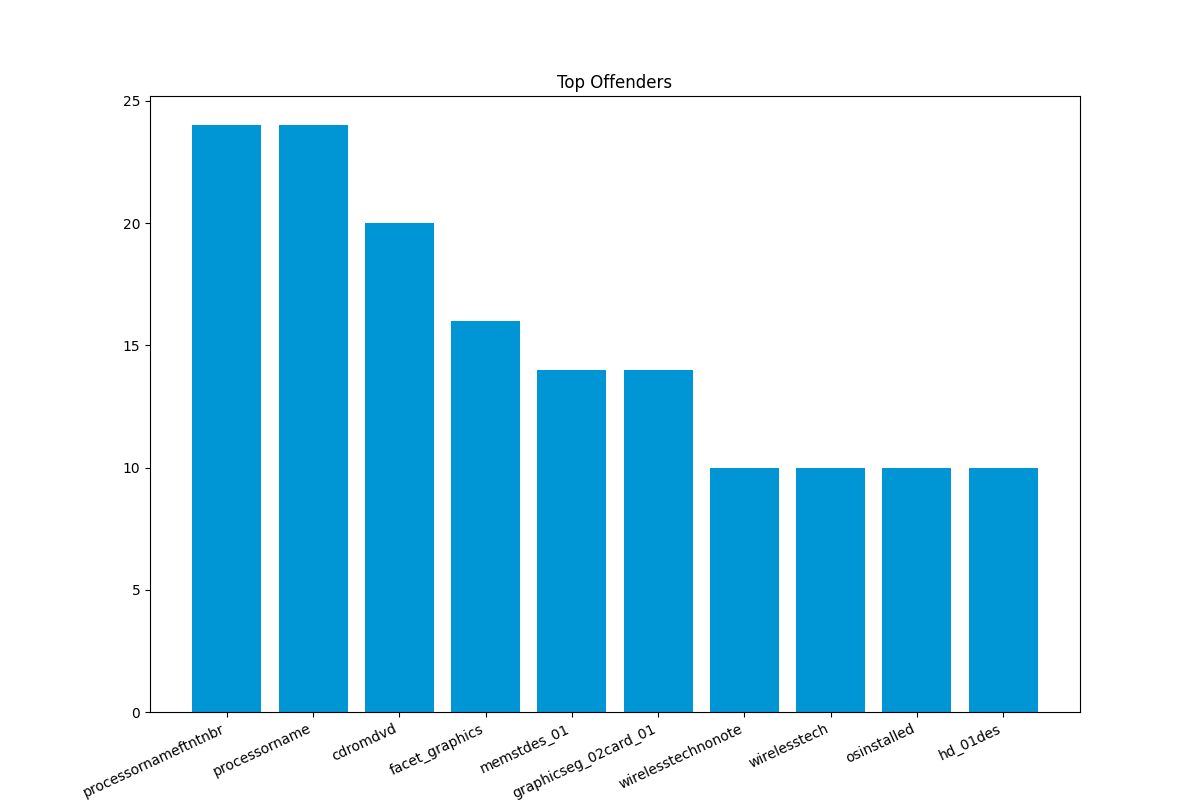 Top Offenders
25
20
15
10
5
0
processornameftntnbr
processorname
cdromdvd
facet_graphics
memstdes_01
graphicseg_02card_01
wirelesstechnonote
wirelesstech
osinstalled
hd_01des